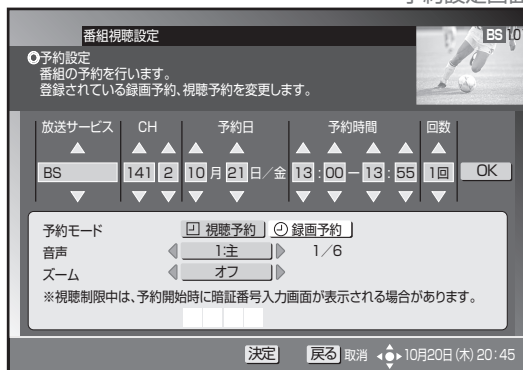 番組視聴設定
BS 10
予約設定
番組の予約を行います。
登録されている録画予約、視聴予約を変更します。
放送サービス CH 予約日 予約時間 回数
BS 141 2 10月21日/金 13:00-13:55 1回 OK
予約モード 視聴予約 録画予約
音声 1:主 1/6
ズーム オフ
※視聴制限中は、予約開始時に暗証番号入力画面が表示される場合があります。
決定 戻る 取消 10月20日(木)20:45